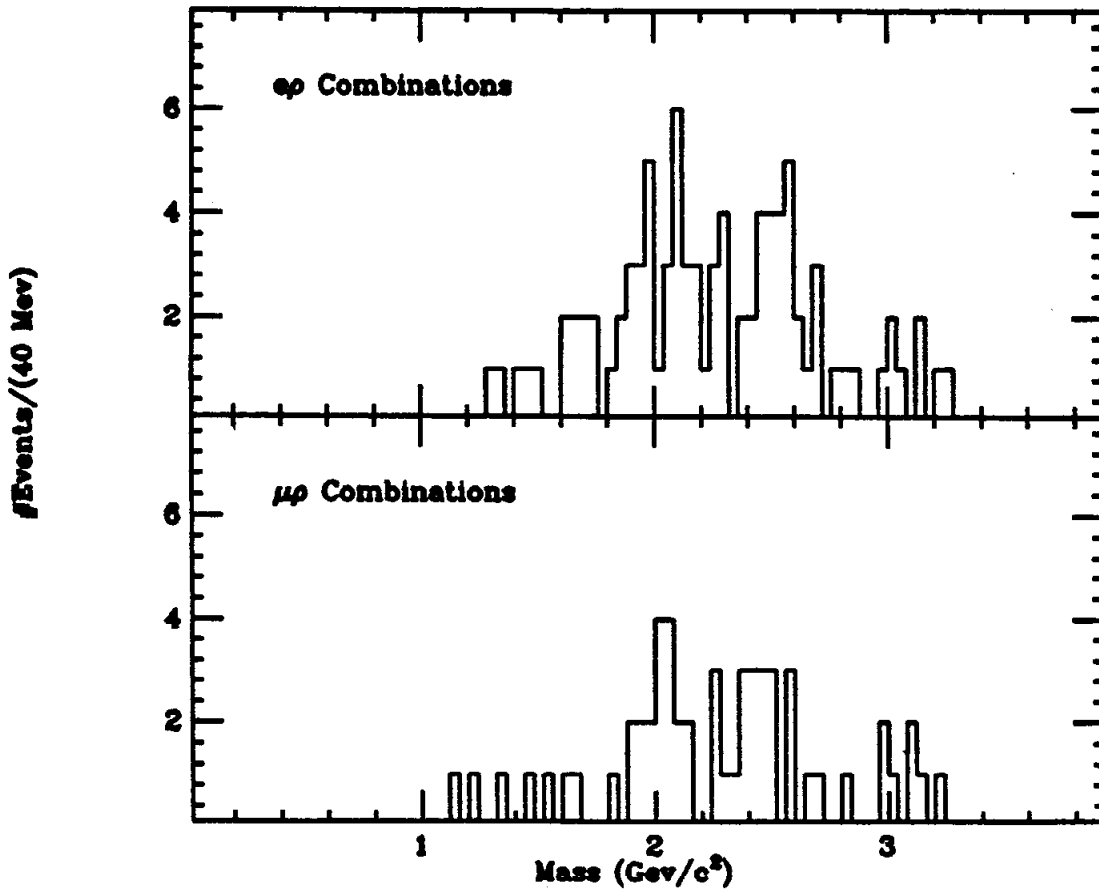 eρ Combinations
6
4
2
#Events/(40 Mev)
μρ Combinations
6
4
2
1 2 3
Mass (Gev/c²)